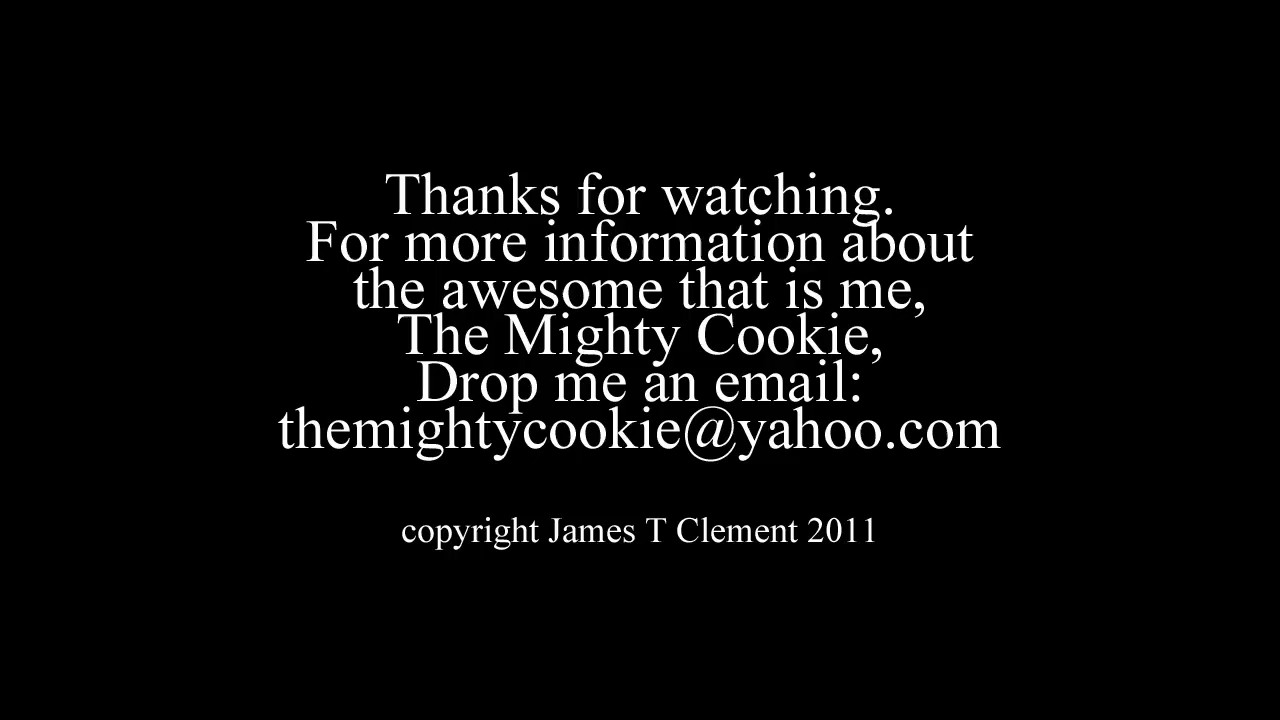 Thanks for watching.
For more information about
the awesome that is me,
The Mighty Cookie,
Drop me an email:
themightycookie@yahoo.com
copyright James T Clement 2011